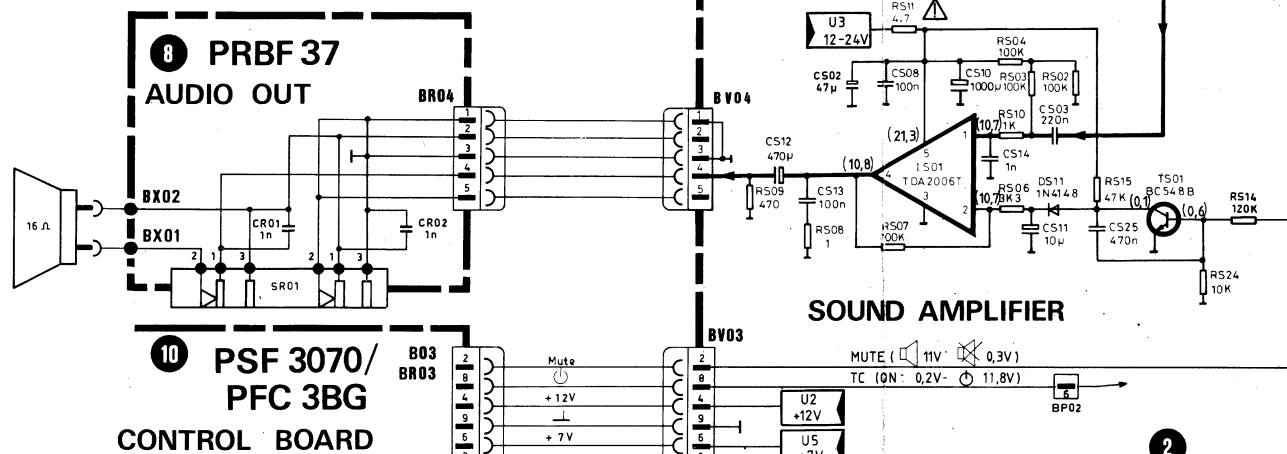 8 PRBF 37
AUDIO OUT
BR04
1
2
3
4
5
BV04
1
2
3
4
5
16 Ω
BX02
BX01
CR01
1n
CR02
1n
2 1 3
2 1 3
SR01
U3
12-24V
RS11
4.7
CS02
47µ
CS08
100n
CS10
1000µ
RS04
100K
RS03
100K
RS02
100K
RS10
1K
CS03
220n
(21,3)
(10,7)
CS14
1n
(10,8)
5
1
4
IS01
TDA2006T
3
2
CS12
470µ
RS09
470
CS13
100n
RS08
1
RS07
00K
(10,7)
RS06
3K3
DS11
1N4148
CS11
10µ
RS15
47K
CS25
470n
(0,1)
TS01
BC548B
(0,6)
RS14
120K
RS24
10K
SOUND AMPLIFIER
10 PSF 3070/
PFC 3BG
CONTROL BOARD
B03
BR03
2
8
4
9
6
Mute
+12V
+7V
BV03
2
8
4
9
6
MUTE ( 11V 0,3V)
TC (ON: 0,2V- 11,8V)
6
BP02
U2
+12V
U5
+7V
2